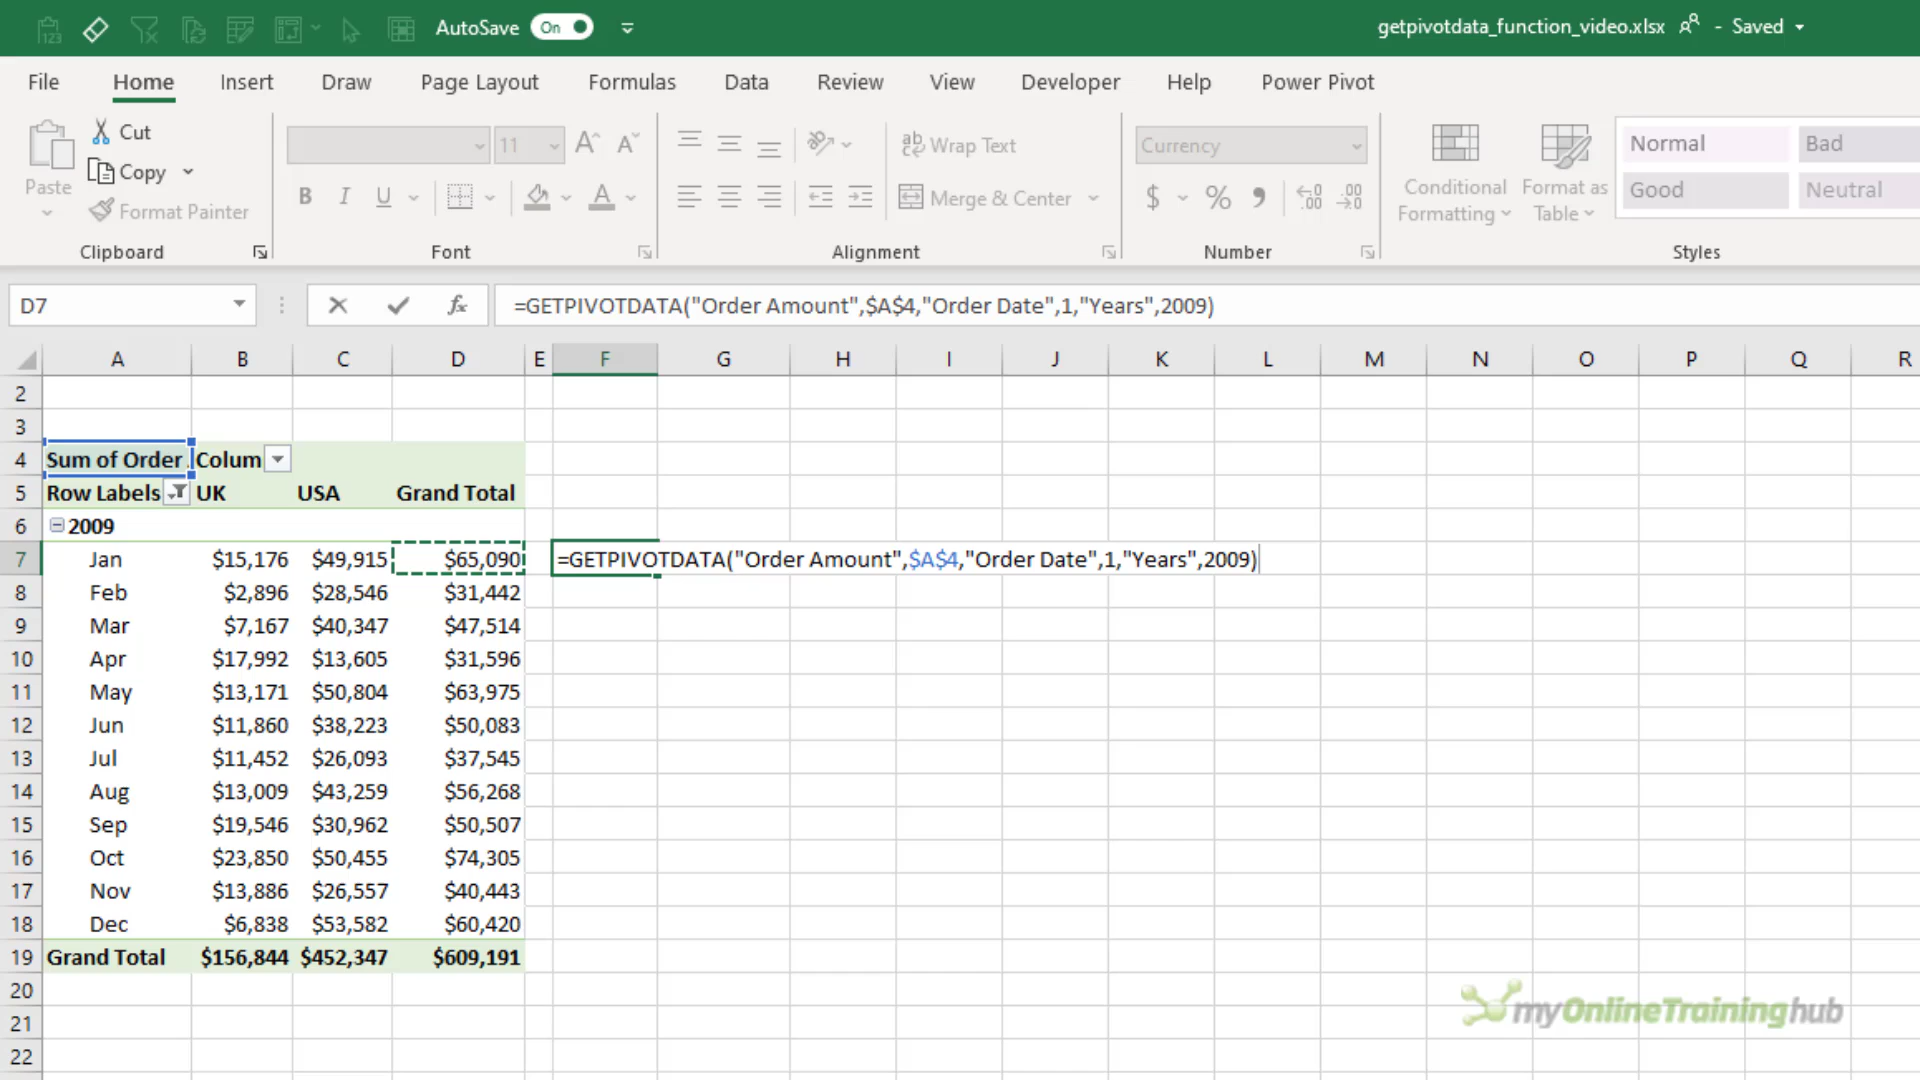 123
AutoSave On
getpivotdata_function_video.xlsx - Saved
File Home Insert Draw Page Layout Formulas Data Review View Developer Help Power Pivot
Paste
Cut
Copy
Format Painter
Clipboard
11
B I U
Font
ab Wrap Text
Merge & Center
Alignment
Currency
$ % 9
Number
Conditional Formatting
Format as Table
Normal Bad
Good Neutral
Styles
D7 fx =GETPIVOTDATA("Order Amount",$A$4,"Order Date",1,"Years",2009)
A B C D E F G H I J K L M N O P Q R
2
3
4 Sum of Order Colum
5 Row Labels UK USA Grand Total
6 2009
7 Jan $15,176 $49,915 $65,090 =GETPIVOTDATA("Order Amount",$A$4,"Order Date",1,"Years",2009)
8 Feb $2,896 $28,546 $31,442
9 Mar $7,167 $40,347 $47,514
10 Apr $17,992 $13,605 $31,596
11 May $13,171 $50,804 $63,975
12 Jun $11,860 $38,223 $50,083
13 Jul $11,452 $26,093 $37,545
14 Aug $13,009 $43,259 $56,268
15 Sep $19,546 $30,962 $50,507
16 Oct $23,850 $50,455 $74,305
17 Nov $13,886 $26,557 $40,443
18 Dec $6,838 $53,582 $60,420
19 Grand Total $156,844 $452,347 $609,191
20
21
22
myOnlineTraininghub